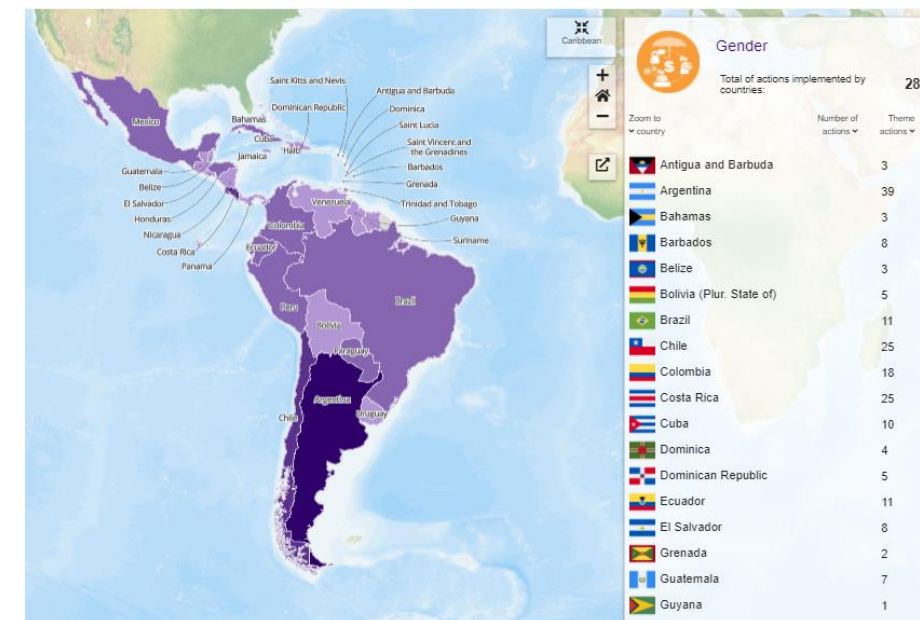 Caribbean
+
−
Saint Kitts and Nevis
Antigua and Barbuda
Dominican Republic
Dominica
Mexico
Bahamas
Saint Lucia
Cuba
Saint Vincent and
the Grenadines
Jamaica
Haiti
Barbados
Guatemala
Grenada
Belize
El Salvador
Venezuela
Trinidad and Tobago
Honduras
Guyana
Nicaragua
Colombia
Suriname
Costa Rica
Ecuador
Panama
Peru
Brazil
Bolivia
Paraguay
Argentina
Chile
Uruguay
Gender
Total of actions implemented by
countries:
28
Zoom to
country
Number of
actions
Theme
actions
Antigua and Barbuda 3
Argentina 39
Bahamas 3
Barbados 8
Belize 3
Bolivia (Plur. State of) 5
Brazil 11
Chile 25
Colombia 18
Costa Rica 25
Cuba 10
Dominica 4
Dominican Republic 5
Ecuador 11
El Salvador 8
Grenada 2
Guatemala 7
Guyana 1